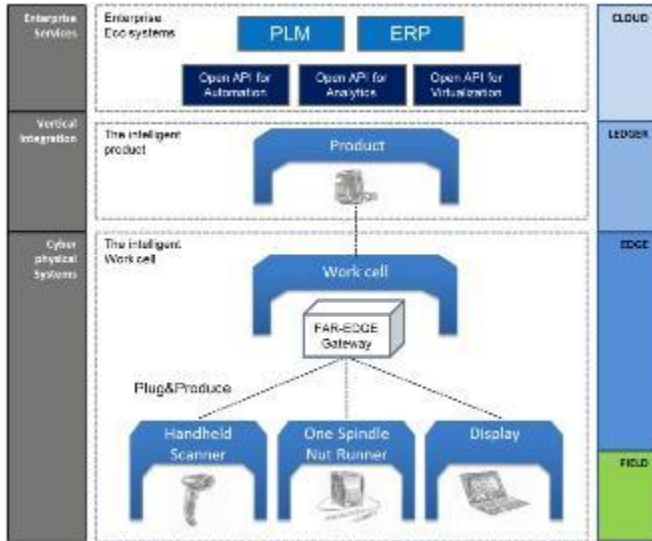 Enterprise
Services
Enterprise
Eco systems
PLM
ERP
CLOUD
Open API for
Automation
Open API for
Analytics
Open API for
Virtualization
Vertical
Integration
The intelligent
product
Product
LEDGER
Cyber
physical
Systems
The intelligent
Work cell
Work cell
EDGE
FAR-EDGE
Gateway
Plug&Produce
Handheld
Scanner
One Spindle
Nut Runner
Display
FIELD